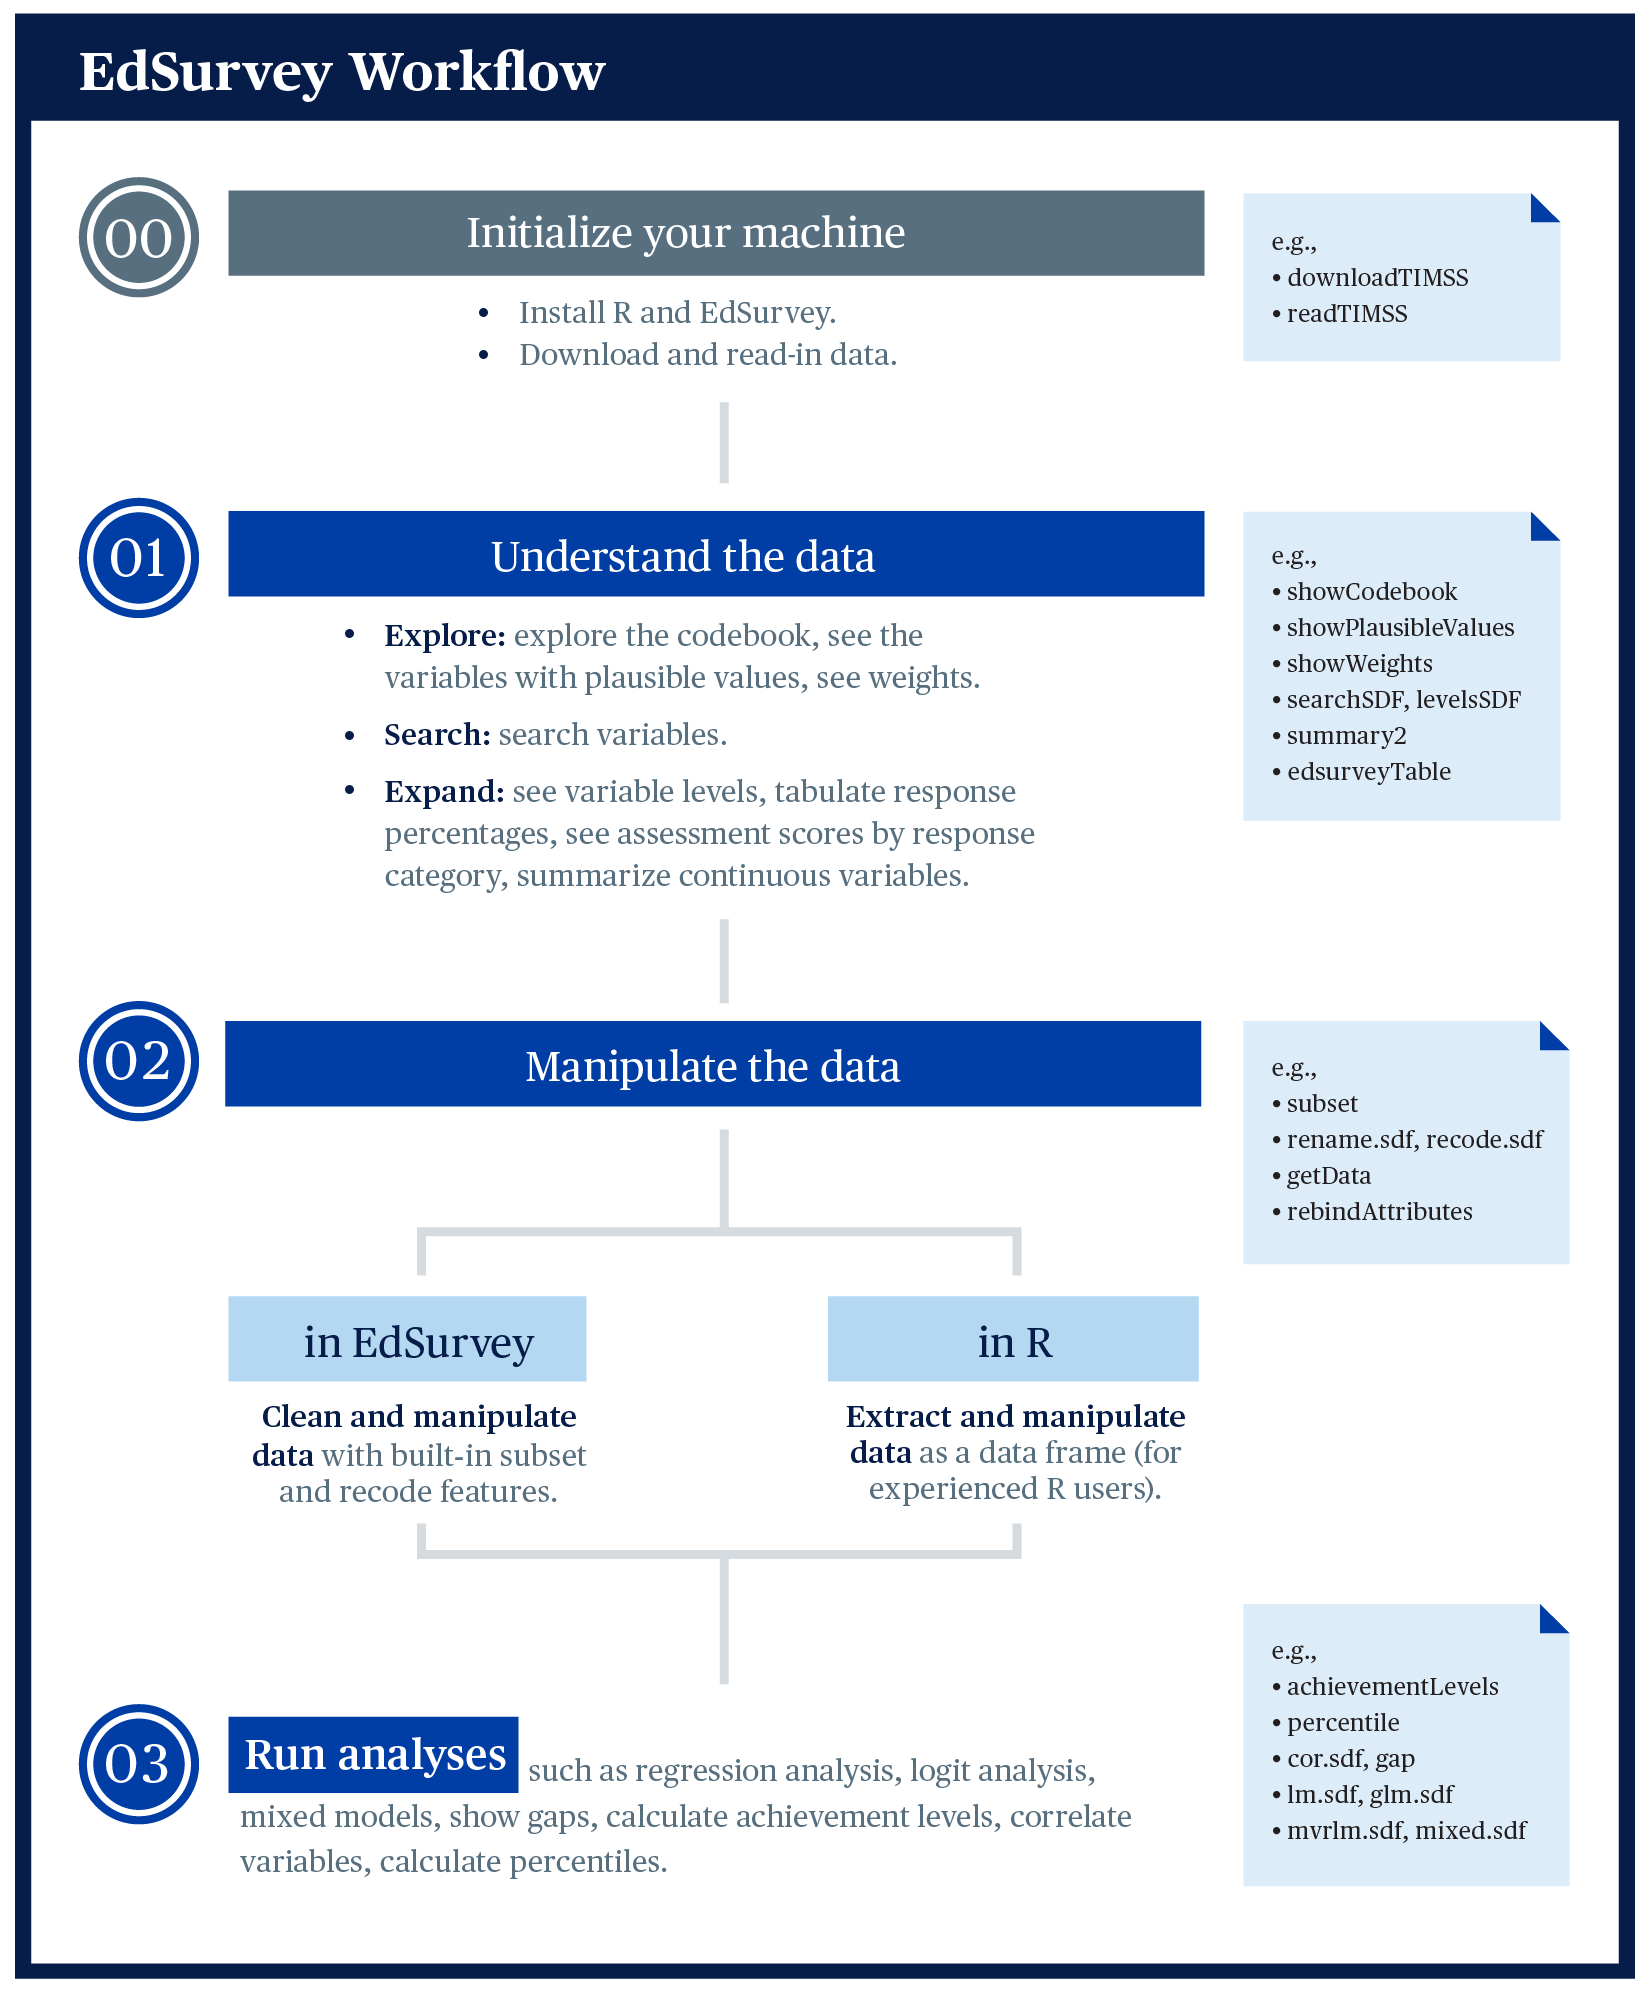 EdSurvey Workflow
00
Initialize your machine
• Install R and EdSurvey.
• Download and read-in data.
e.g.,
• downloadTIMSS
• readTIMSS
01
Understand the data
• Explore: explore the codebook, see the
variables with plausible values, see weights.
• Search: search variables.
• Expand: see variable levels, tabulate response
percentages, see assessment scores by response
category, summarize continuous variables.
e.g.,
• showCodebook
• showPlausibleValues
• showWeights
• searchSDF, levelsSDF
• summary2
• edsurveyTable
02
Manipulate the data
e.g.,
• subset
• rename.sdf, recode.sdf
• getData
• rebindAttributes
in EdSurvey
Clean and manipulate
data with built-in subset
and recode features.
in R
Extract and manipulate
data as a data frame (for
experienced R users).
03
Run analyses such as regression analysis, logit analysis,
mixed models, show gaps, calculate achievement levels, correlate
variables, calculate percentiles.
e.g.,
• achievementLevels
• percentile
• cor.sdf, gap
• lm.sdf, glm.sdf
• mvrlm.sdf, mixed.sdf